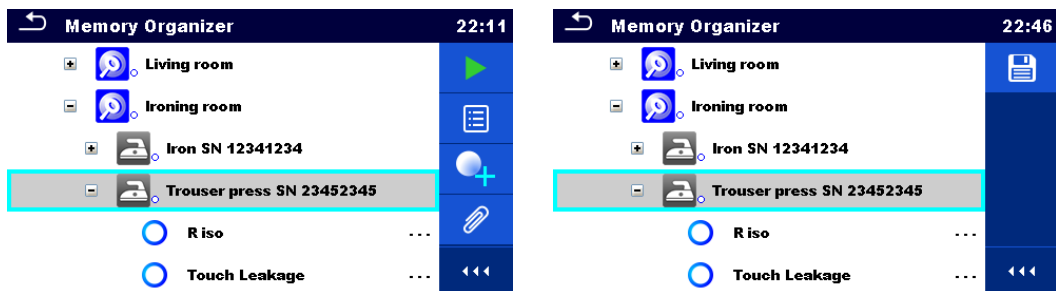 Memory Organizer 22:11
Living room
Ironing room
Iron SN 12341234
Trouser press SN 23452345
R iso ...
Touch Leakage ...
Memory Organizer 22:46
Living room
Ironing room
Iron SN 12341234
Trouser press SN 23452345
R iso ...
Touch Leakage ...